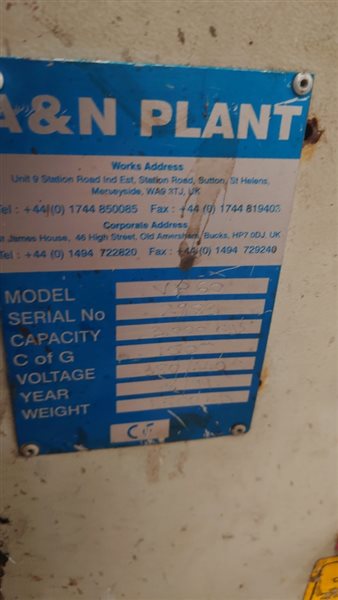 A&N PLANT
Works Address
Unit 9 Station Road Ind Est, Station Road, Sutton, St Helens,
Merseyside, WA9 3TJ, UK
Tel : +44 (0) 1744 850085 Fax : +44 (0) 1744 819403
Corporate Address
St James House, 46 High Street, Old Amersham, Bucks, HP7 0DJ, UK
Tel : +44 (0) 1494 722820 Fax : +44 (0) 1494 729240
MODEL
SERIAL No
CAPACITY
C of G
VOLTAGE
YEAR
WEIGHT
CE